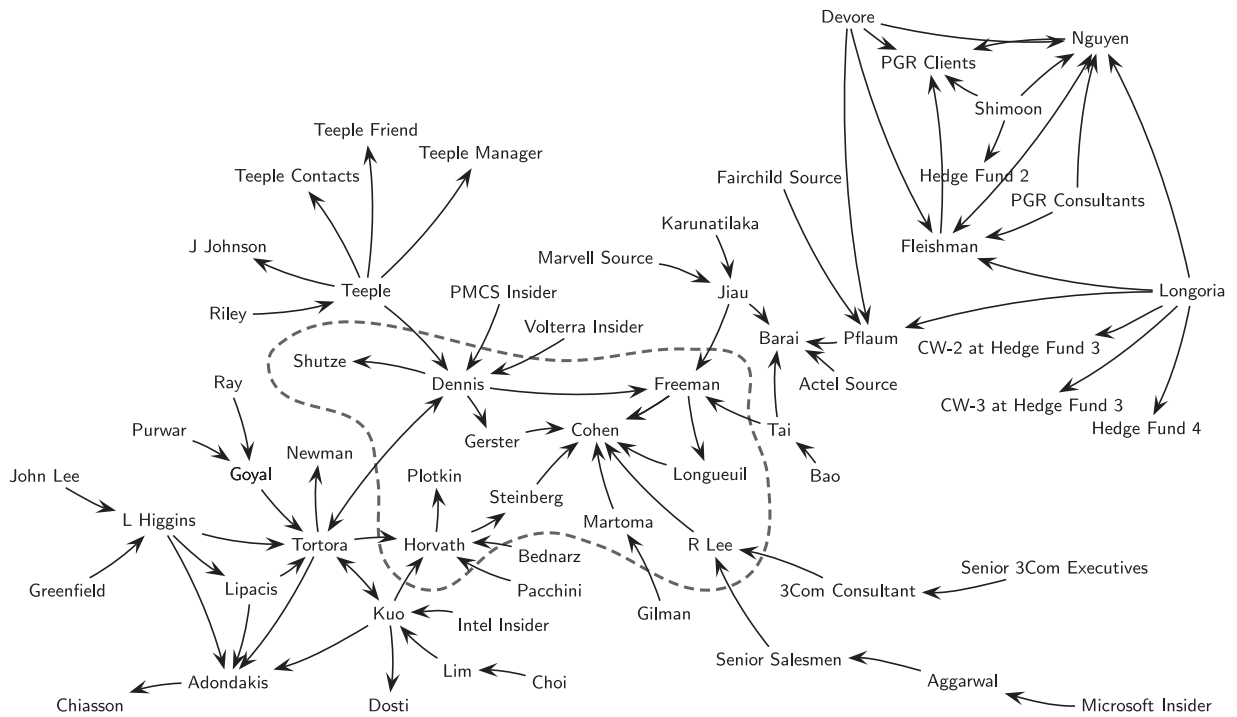 Devore
Nguyen
PGR Clients
Shimoon
Teeple Friend
Teeple Manager
Teeple Contacts
Fairchild Source
Hedge Fund 2
PGR Consultants
Karunatilaka
J Johnson
Fleishman
Marvell Source
Teeple
PMCS Insider
Jiau
Longoria
Riley
Volterra Insider
Barai
Pflaum
CW-2 at Hedge Fund 3
Shutze
Dennis
Freeman
Actel Source
Ray
CW-3 at Hedge Fund 3
Purwar
Gerster
Cohen
Tai
Hedge Fund 4
Newman
Goyal
Plotkin
Longueuil
Bao
John Lee
Steinberg
L Higgins
Martoma
Tortora
Horvath
R Lee
Bednarz
Senior 3Com Executives
Greenfield
Lipacis
Pacchini
3Com Consultant
Kuo
Gilman
Intel Insider
Senior Salesmen
Lim
Adondakis
Choi
Aggarwal
Chiasson
Dosti
Microsoft Insider